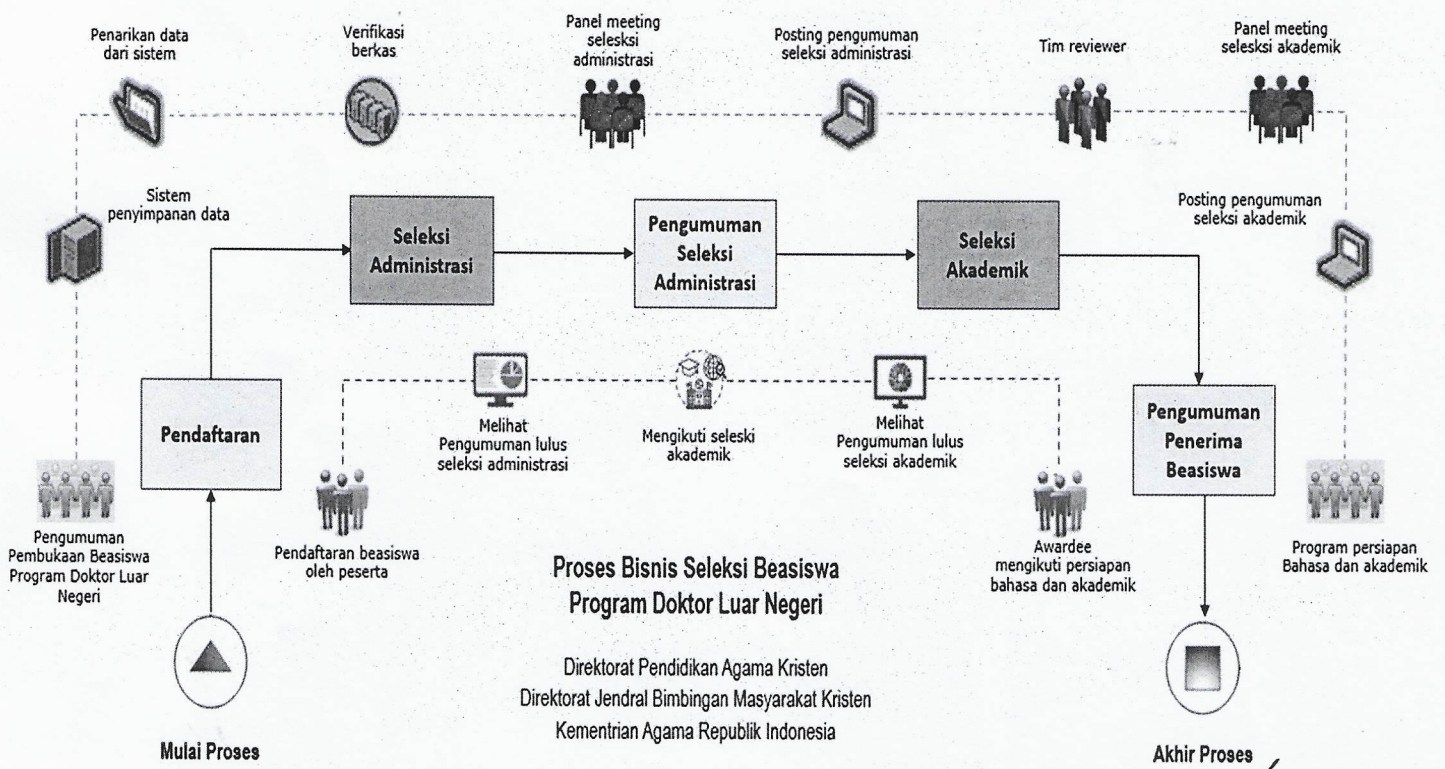 Penarikan data
dari sistem
Verifikasi
berkas
Panel meeting
selesksi
administrasi
Posting pengumuman
seleksi administrasi
Tim reviewer
Panel meeting
selesksi akademik
Sistem
penyimpanan data
Seleksi
Administrasi
Pengumuman
Seleksi
Administrasi
Seleksi
Akademik
Posting pengumuman
seleksi akademik
Pendaftaran
Melihat
Pengumuman lulus
seleksi administrasi
Mengikuti seleski
akademik
Melihat
Pengumuman lulus
seleksi akademik
Pengumuman
Penerima
Beasiswa
Pengumuman
Pembukaan Beasiswa
Program Doktor Luar
Negeri
Pendaftaran beasiswa
oleh peserta
Awardee
mengikuti persiapan
bahasa dan akademik
Program persiapan
Bahasa dan akademik
Proses Bisnis Seleksi Beasiswa
Program Doktor Luar Negeri
Direktorat Pendidikan Agama Kristen
Direktorat Jendral Bimbingan Masyarakat Kristen
Kementrian Agama Republik Indonesia
Mulai Proses
Akhir Proses